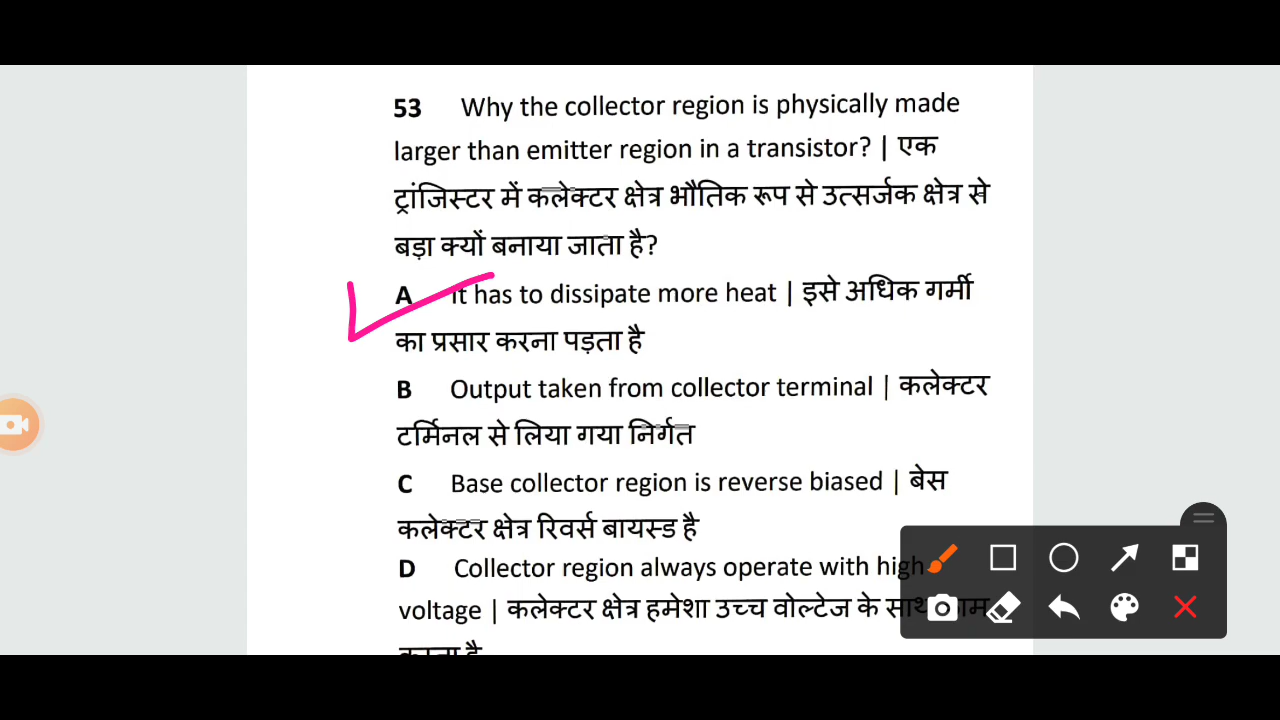 53 Why the collector region is physically made
larger than emitter region in a transistor? | एक
ट्रांजिस्टर में कलेक्टर क्षेत्र भौतिक रूप से उत्सर्जक क्षेत्र से
बड़ा क्यों बनाया जाता है?
A It has to dissipate more heat | इसे अधिक गर्मी
का प्रसार करना पड़ता है
B Output taken from collector terminal | कलेक्टर
टर्मिनल से लिया गया निर्गत
C Base collector region is reverse biased | बेस
कलेक्टर क्षेत्र रिवर्स बायस्ड है
D Collector region always operate with high
voltage | कलेक्टर क्षेत्र हमेशा उच्च वोल्टेज के साथ काम
करता है